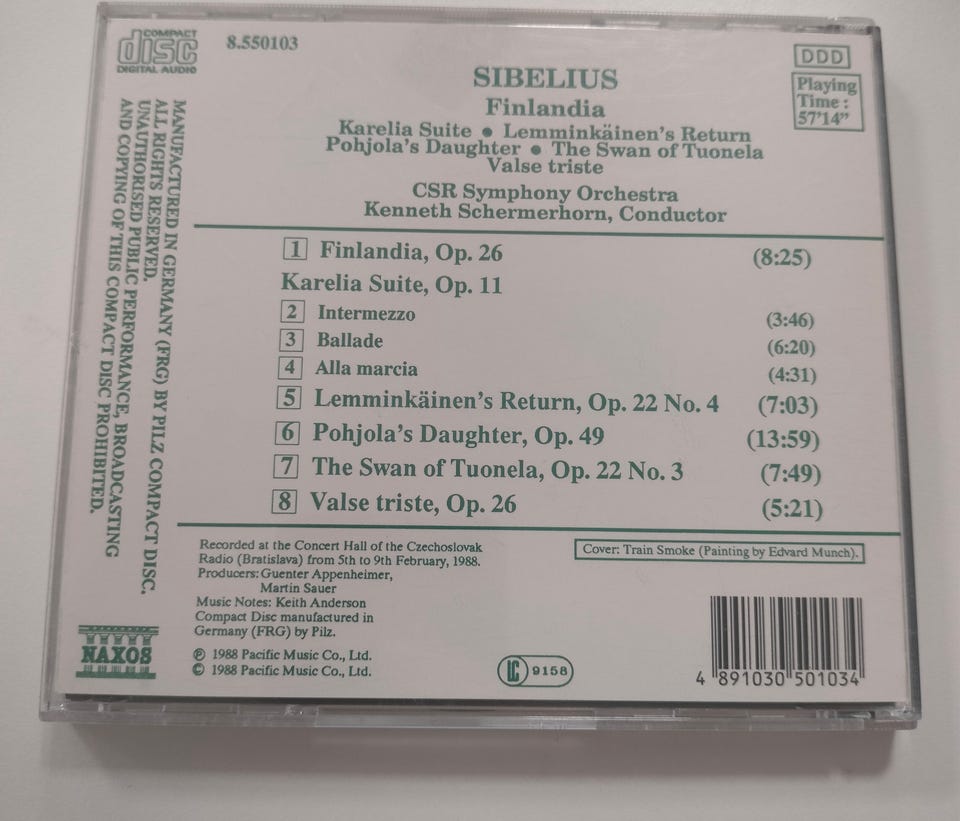 COMPACT
disc
DIGITAL AUDIO
8.550103
DDD
Playing
Time :
57'14"
SIBELIUS
Finlandia
Karelia Suite ● Lemminkäinen's Return
Pohjola's Daughter ● The Swan of Tuonela
Valse triste
CSR Symphony Orchestra
Kenneth Schermerhorn, Conductor
MANUFACTURED IN GERMANY (FRG) BY PILZ COMPACT DISC.
ALL RIGHTS RESERVED.
UNAUTHORISED PUBLIC PERFORMANCE, BROADCASTING
AND COPYING OF THIS COMPACT DISC PROHIBITED.
1 Finlandia, Op. 26 (8:25)
Karelia Suite, Op. 11
2 Intermezzo (3:46)
3 Ballade (6:20)
4 Alla marcia (4:31)
5 Lemminkäinen's Return, Op. 22 No. 4 (7:03)
6 Pohjola's Daughter, Op. 49 (13:59)
7 The Swan of Tuonela, Op. 22 No. 3 (7:49)
8 Valse triste, Op. 26 (5:21)
Recorded at the Concert Hall of the Czechoslovak
Radio (Bratislava) from 5th to 9th February, 1988.
Producers: Guenter Appenheimer,
Martin Sauer
Music Notes: Keith Anderson
Compact Disc manufactured in
Germany (FRG) by Pilz.
℗ 1988 Pacific Music Co., Ltd.
© 1988 Pacific Music Co., Ltd.
Cover: Train Smoke (Painting by Edvard Munch).
NAXOS
LC 9158
4 891030 501034